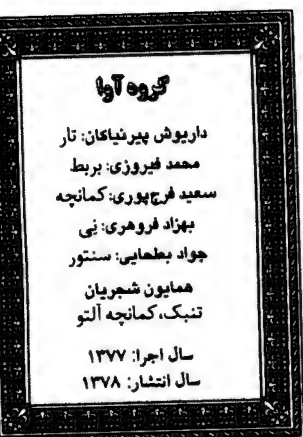 گروه آوا
داریوش پیرنیاکان: تار
محمد فیروزی: بربط
سعید فرج‌پوری: کمانچه
بهزاد فروهری: نی
جواد بطحایی: سنتور
همایون شجریان
تنبک، کمانچه آلتو
سال اجرا: ۱۳۷۷
سال انتشار: ۱۳۷۸